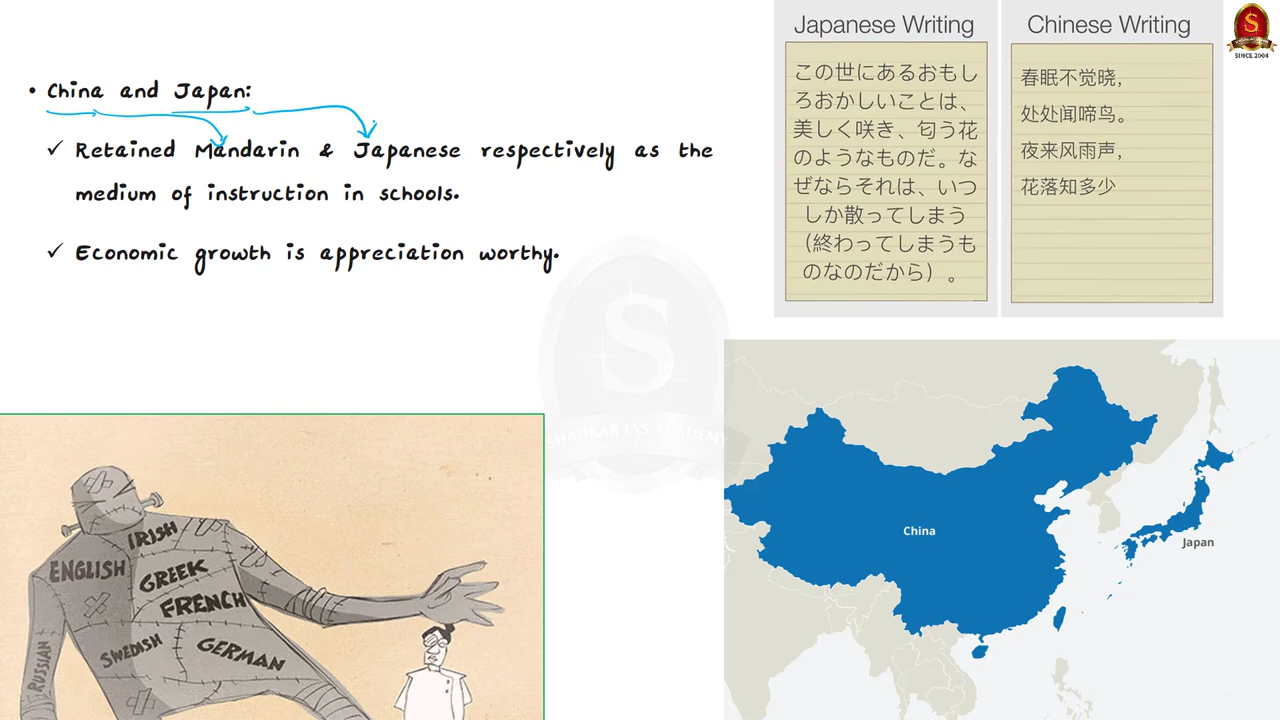 • China and Japan:
✓ Retained Mandarin & Japanese respectively as the
medium of instruction in schools.
✓ Economic growth is appreciation worthy.
Japanese Writing
この世にあるおもし
ろおかしいことは、
美しく咲き、匂う花
のようなものだ。な
ぜならそれは、いつ
しか散ってしまう
（終わってしまうも
のなのだから）。
Chinese Writing
春眠不觉晓，
处处闻啼鸟。
夜来风雨声，
花落知多少
S
SINCE 2004
S
SHANKAR IAS ACADEMY
IRISH
ENGLISH
GREEK
FRENCH
SWEDISH
GERMAN
RUSSIAN
China
Japan